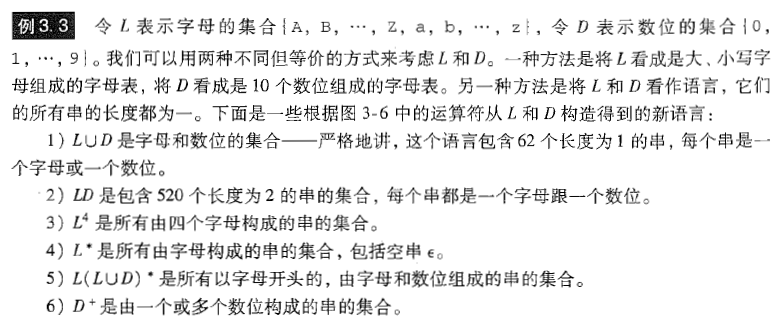 例3.3 令 L 表示字母的集合{A, B, …, Z, a, b, …, z}, 令 D 表示数位的集合{0,
1, …, 9}。我们可以用两种不同但等价的方式来考虑 L 和 D。一种方法是将 L 看成是大、小写字
母组成的字母表, 将 D 看成是 10 个数位组成的字母表。另一种方法是将 L 和 D 看作语言, 它们
的所有串的长度都为一。下面是一些根据图 3-6 中的运算符从 L 和 D 构造得到的新语言:
1) L∪D 是字母和数位的集合——严格地讲, 这个语言包含 62 个长度为 1 的串, 每个串是一
个字母或一个数位。
2) LD 是包含 520 个长度为 2 的串的集合, 每个串都是一个字母跟一个数位。
3) L⁴ 是所有由四个字母构成的串的集合。
4) L* 是所有由字母构成的串的集合, 包括空串 ϵ。
5) L(L∪D)* 是所有以字母开头的, 由字母和数位组成的串的集合。
6) D⁺ 是由一个或多个数位构成的串的集合。